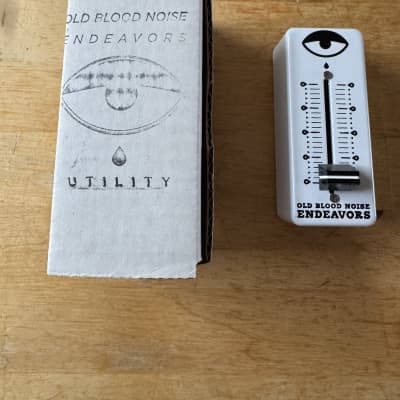 OLD BLOOD NOISE
ENDEAVORS
UTILITY
OLD BLOOD NOISE
ENDEAVORS